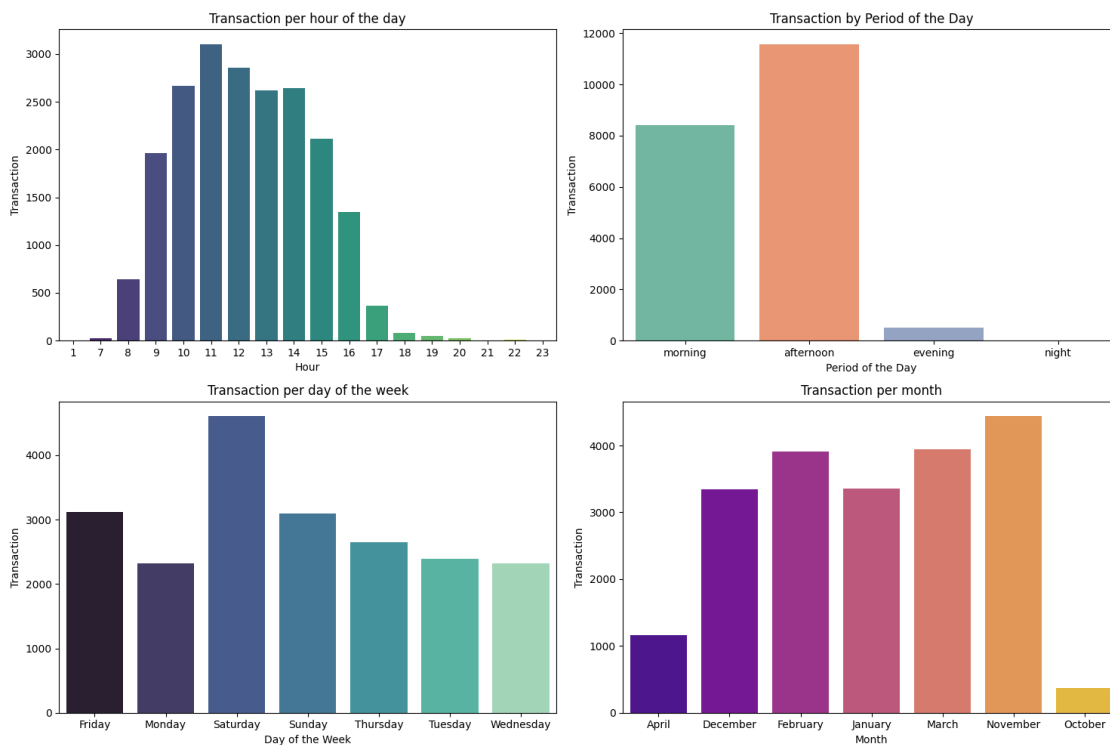 Transaction per hour of the day
3000
2500
2000
1500
1000
500
0
Transaction
1 7 8 9 10 11 12 13 14 15 16 17 18 19 20 21 22 23
Hour
Transaction by Period of the Day
12000
10000
8000
6000
4000
2000
0
Transaction
morning afternoon evening night
Period of the Day
Transaction per day of the week
4000
3000
2000
1000
0
Transaction
Friday Monday Saturday Sunday Thursday Tuesday Wednesday
Day of the Week
Transaction per month
4000
3000
2000
1000
0
Transaction
April December February January March November October
Month